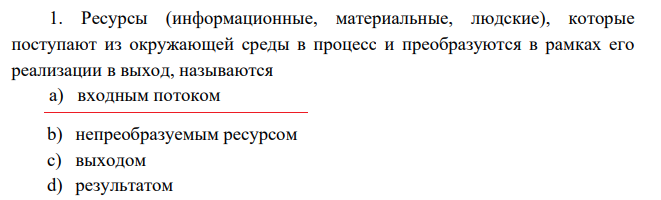 1. Ресурсы (информационные, материальные, людские), которые
поступают из окружающей среды в процесс и преобразуются в рамках его
реализации в выход, называются
a) входным потоком
b) непреобразуемым ресурсом
c) выходом
d) результатом